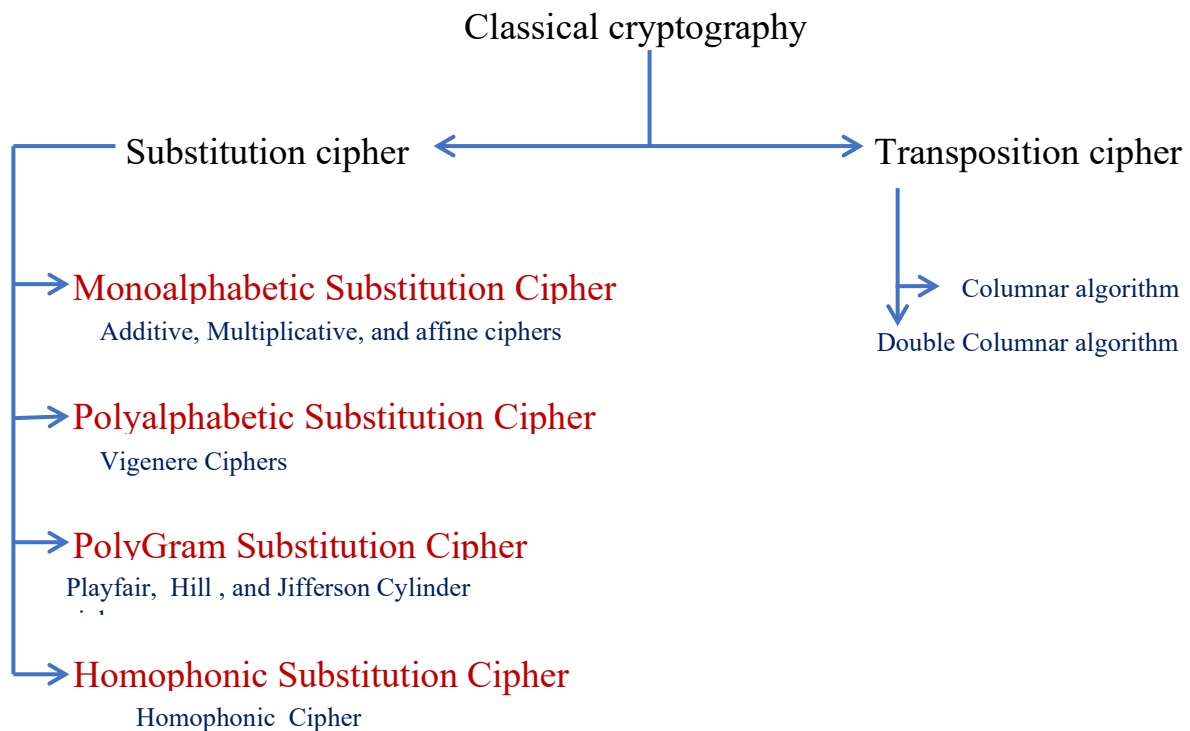 Classical cryptography
Substitution cipher
Transposition cipher
Monoalphabetic Substitution Cipher
Additive, Multiplicative, and affine ciphers
Columnar algorithm
Double Columnar algorithm
Polyalphabetic Substitution Cipher
Vigenere Ciphers
PolyGram Substitution Cipher
Playfair, Hill , and Jifferson Cylinder
Homophonic Substitution Cipher
Homophonic Cipher